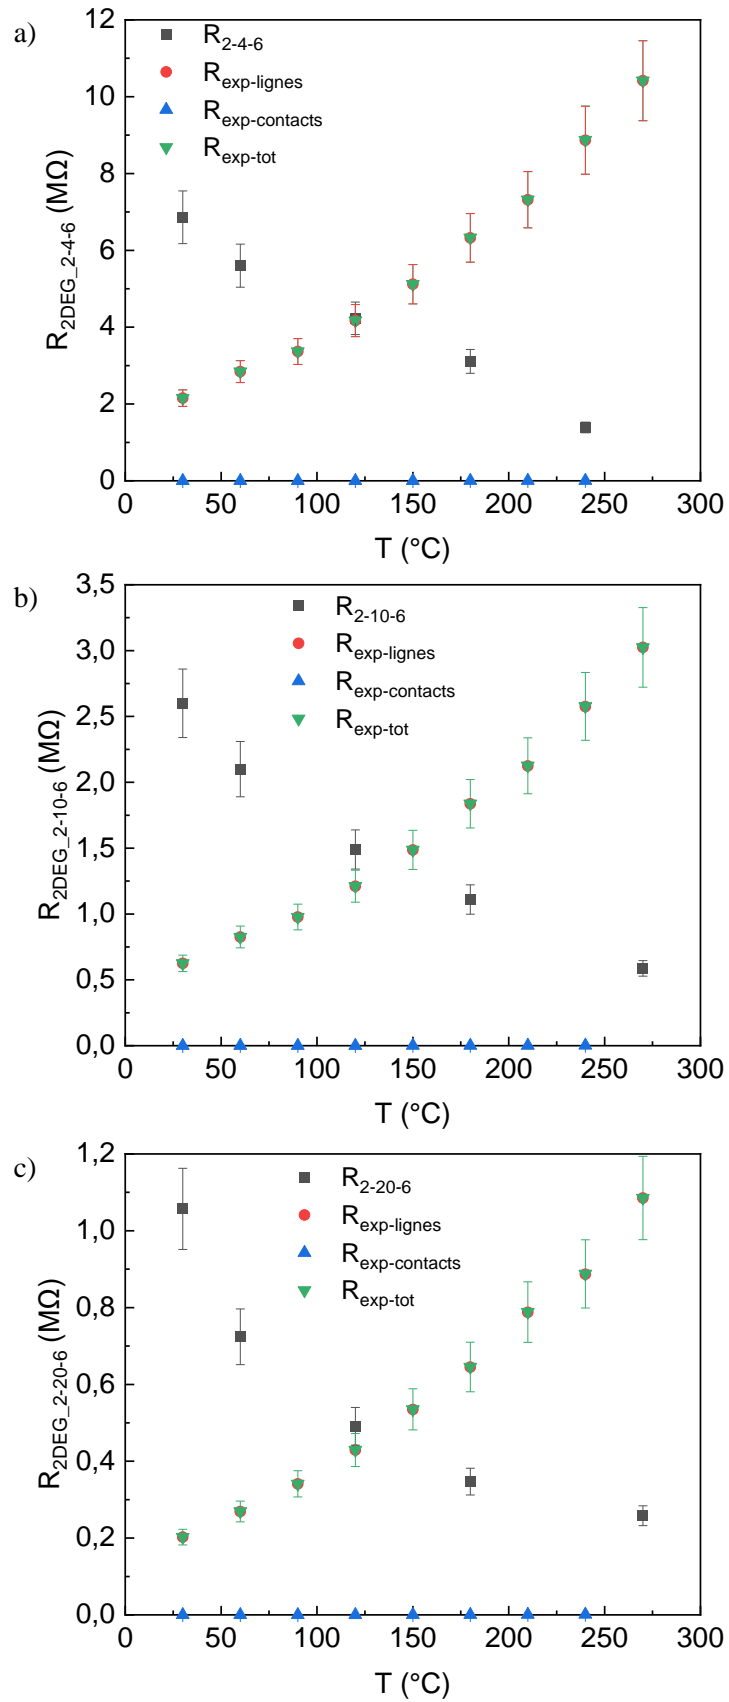 a)
12
10
8
6
4
2
0
R2DEG_2-4-6 (MΩ)
R2-4-6
Rexp-lignes
Rexp-contacts
Rexp-tot
0 50 100 150 200 250 300
T (°C)
b)
3,5
3,0
2,5
2,0
1,5
1,0
0,5
0,0
R2DEG_2-10-6 (MΩ)
R2-10-6
Rexp-lignes
Rexp-contacts
Rexp-tot
0 50 100 150 200 250 300
T (°C)
c)
1,2
1,0
0,8
0,6
0,4
0,2
0,0
R2DEG_2-20-6 (MΩ)
R2-20-6
Rexp-lignes
Rexp-contacts
Rexp-tot
0 50 100 150 200 250 300
T (°C)